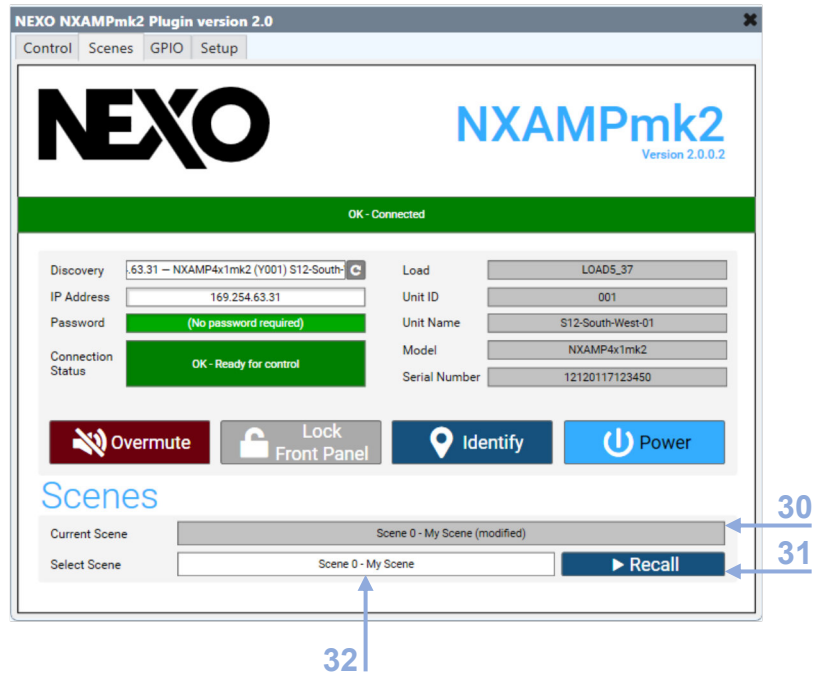 NEXO NXAMPmk2 Plugin version 2.0
Control Scenes GPIO Setup
NEXO
NXAMPmk2
Version 2.0.0.2
OK - Connected
Discovery .63.31 — NXAMP4x1mk2 (Y001) S12-South- Load LOAD5_37
IP Address 169.254.63.31 Unit ID 001
Password (No password required) Unit Name S12-South-West-01
Connection Status OK - Ready for control Model NXAMP4x1mk2
Serial Number 12120117123450
Overmute Lock Front Panel Identify Power
Scenes
Current Scene Scene 0 - My Scene (modified) 30
Select Scene Scene 0 - My Scene Recall 31
32